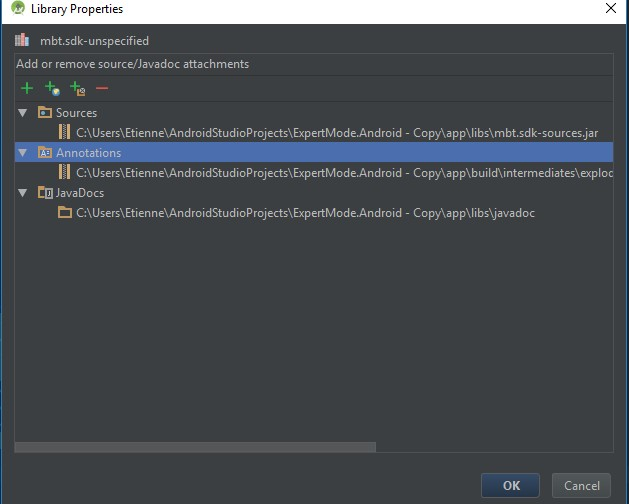 Library Properties
mbt.sdk-unspecified
Add or remove source/Javadoc attachments
Sources
C:\Users\Etienne\AndroidStudioProjects\ExpertMode.Android - Copy\app\libs\mbt.sdk-sources.jar
Annotations
C:\Users\Etienne\AndroidStudioProjects\ExpertMode.Android - Copy\app\build\intermediates\explod
JavaDocs
C:\Users\Etienne\AndroidStudioProjects\ExpertMode.Android - Copy\app\libs\javadoc
OK
Cancel